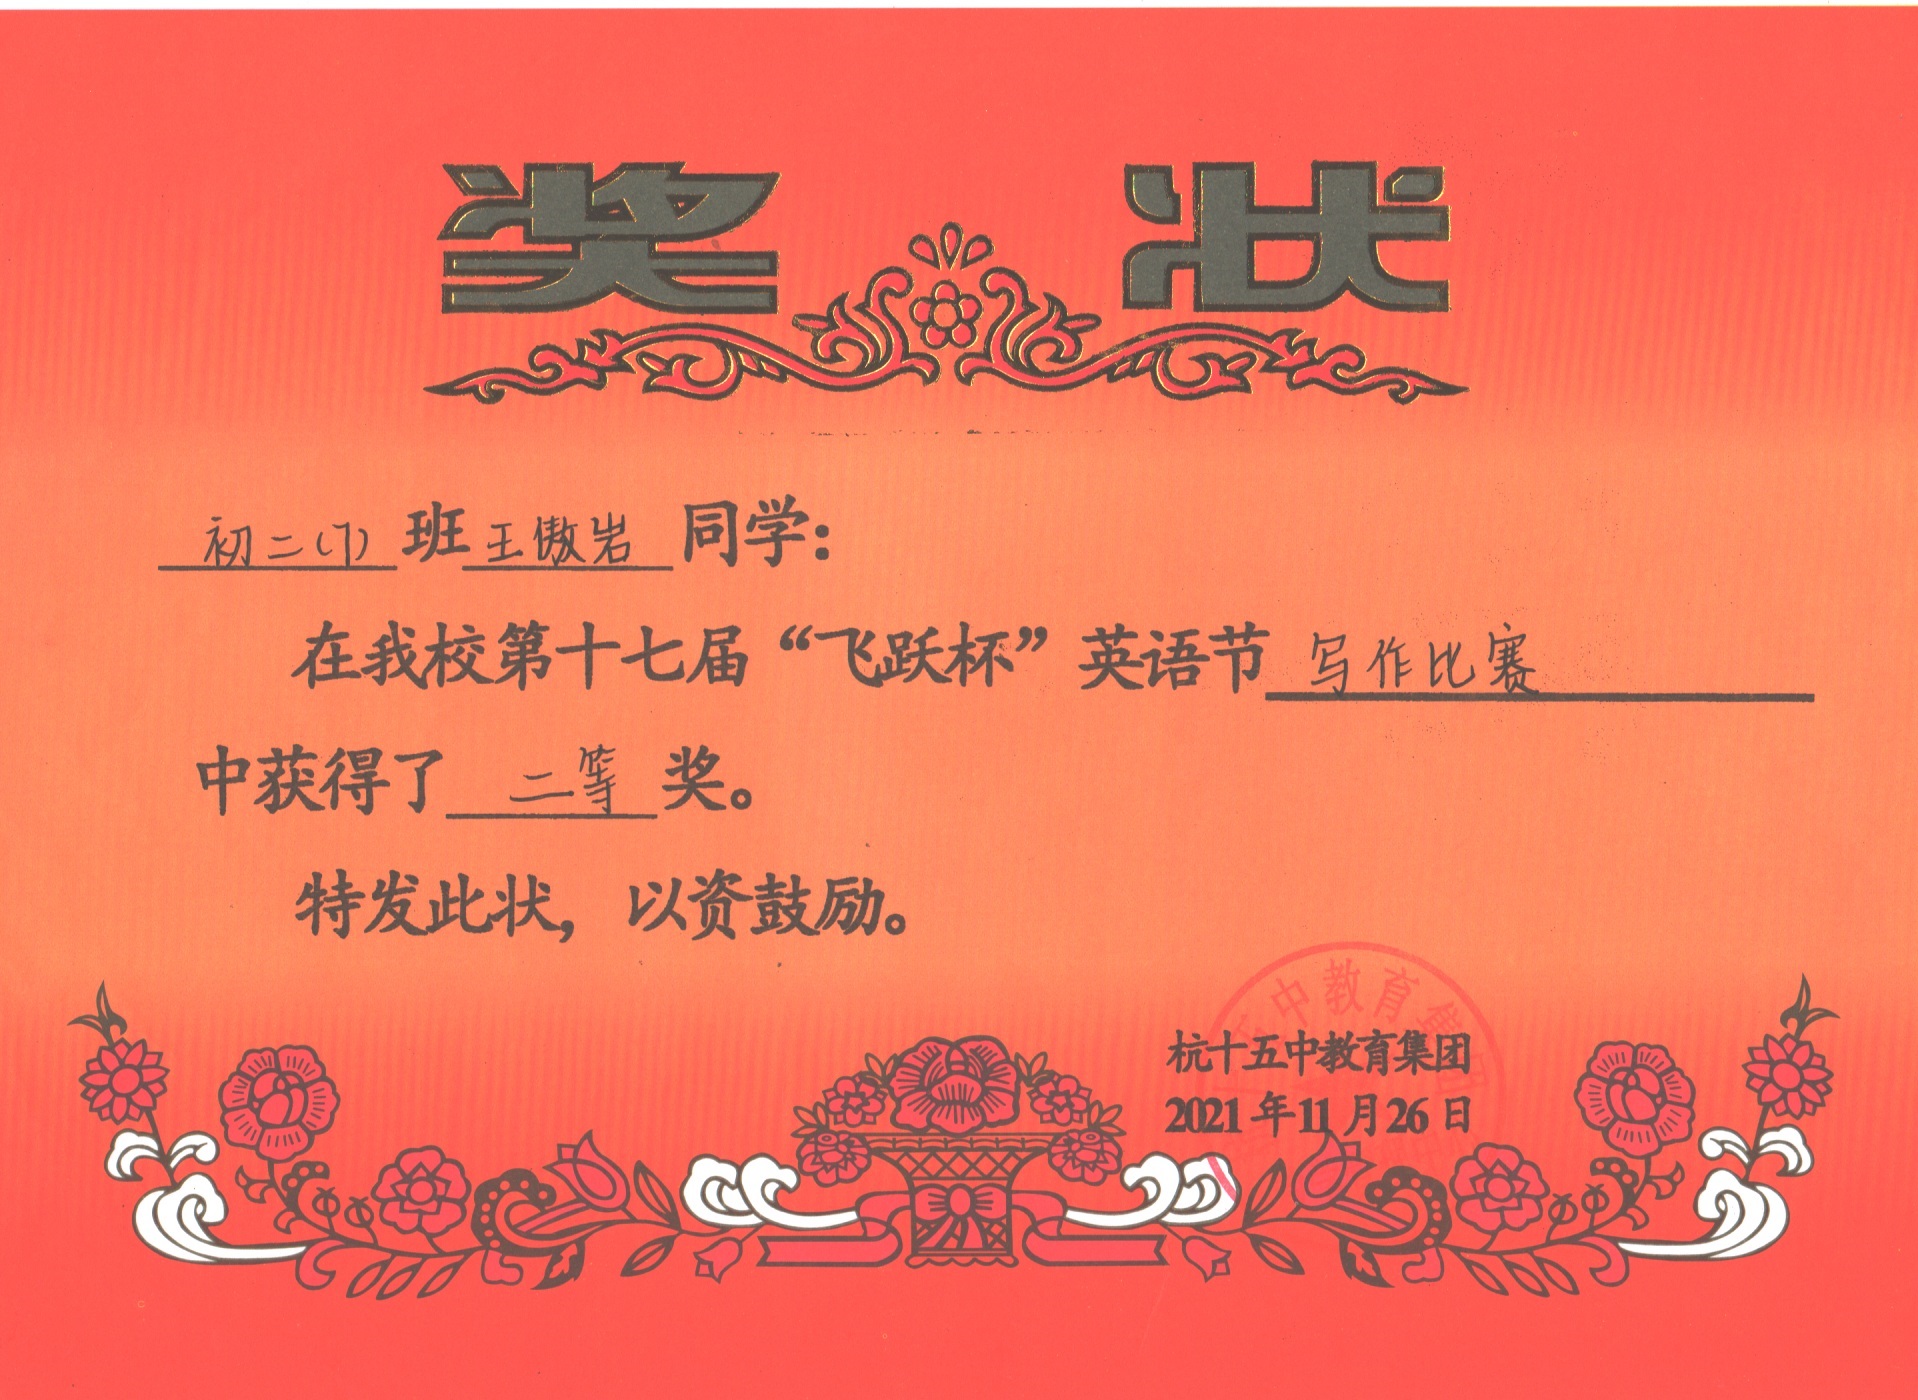 奖状
初二(7)班王傲岩同学:
在我校第十七届“飞跃杯”英语节写作比赛
中获得了二等奖。
特发此状，以资鼓励。
中教育集
杭十五中教育集团
2021年11月26日